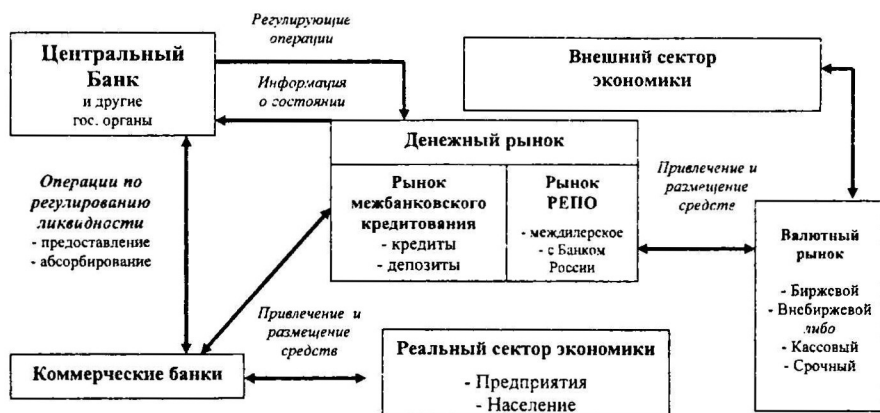 Регулирующие
операции
Центральный
Банк
и другие
гос. органы
Информация
о состоянии
Внешний сектор
экономики
Денежный рынок
Рынок
межбанковского
кредитования
- кредиты
- депозиты
Рынок
РЕПО
- междилерское
- с Банком
России
Привлечение и
размещение
средсте
Операции по
регулированию
ликвидности
- предоставление
- абсорбирование
Валютный
рынок
- Биржевой
- Внебиржевой
либо
- Кассовый
- Срочный
Привлечение и
размещение
средств
Коммерческие банки
Реальный сектор экономики
- Предприятия
- Население